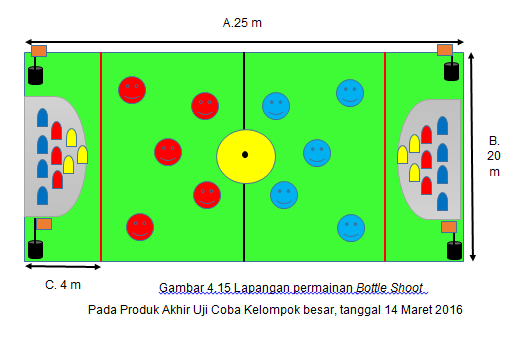 A.25 m
B.
20
m
C. 4 m
Gambar 4.15 Lapangan permainan Bottle Shoot
Pada Produk Akhir Uji Coba Kelompok besar, tanggal 14 Maret 2016